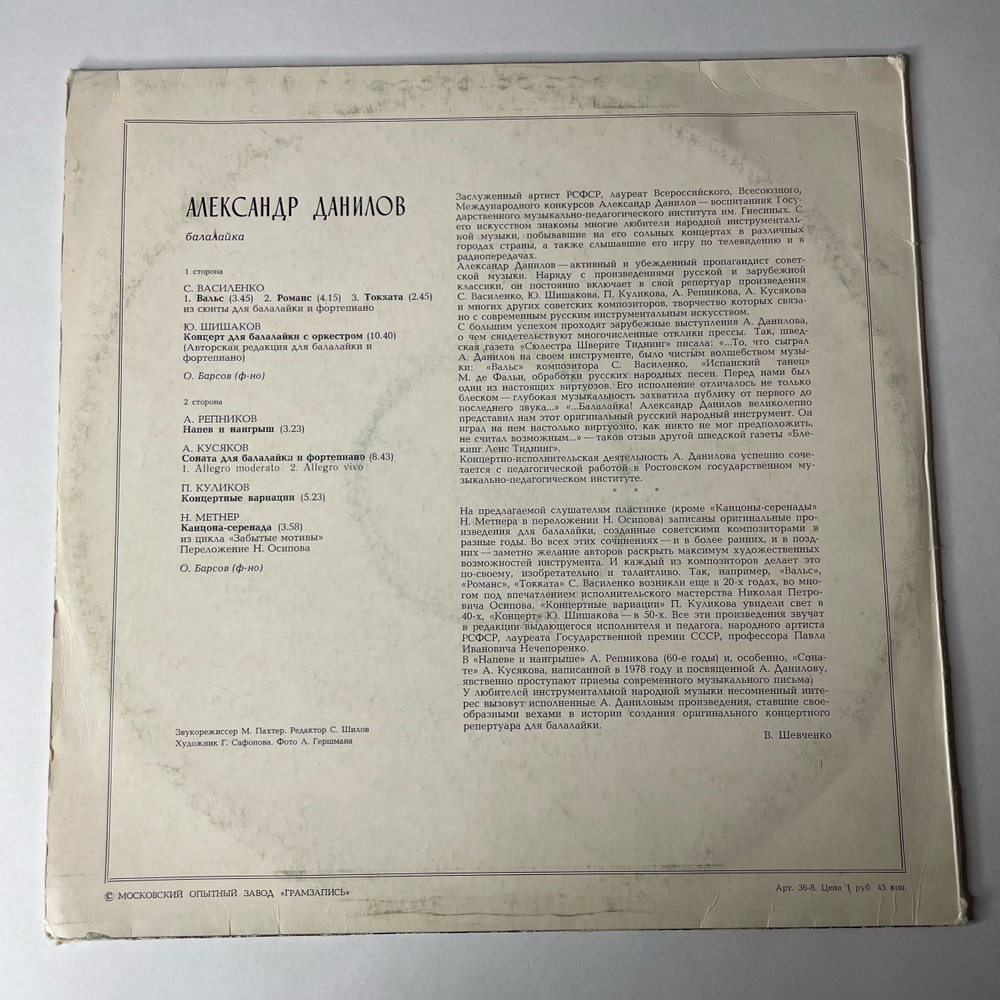 АЛЕКСАНДР ДАНИЛОВ
балалайка
1 сторона
С. ВАСИЛЕНКО
1. Вальс (3.45) 2. Романс (4.15) 3. Токхата (2.45)
из сюиты для балалайки и фортепиано
Ю. ШИШАКОВ
Концерт для балалайки с оркестром (10.40)
(Авторская редакция для балалайки и
фортепиано)
О. Барсов (ф-но)
2 сторона
А. РЕПНИКОВ
Напев и наигрыш (3.23)
А. КУСЯКОВ
Соната для балалайки и фортепиано (8.43)
1. Allegro moderato 2. Allegro vivo
П. КУЛИКОВ
Концертные вариации (5.23)
Н. МЕТНЕР
Канцона-серенада (3.58)
из цикла «Забытые мотивы»
Переложение Н. Осипова
О. Барсов (ф-но)
Звукорежиссер М. Пахтер. Редактор С. Шилов
Художник Г. Сафонова. Фото А. Гершмана
Заслуженный артист РСФСР, лауреат Всероссийского, Всесоюзного,
Международного конкурсов Александр Данилов — воспитанник Госу-
дарственного музыкально-педагогического института им. Гнесиных. С
его искусством знакомы многие любители народной инструменталь-
ной музыки, побывавшие на его сольных концертах в различных
городах страны, а также слышавшие его игру по телевидению и в
радиопередачах.
Александр Данилов — активный и убежденный пропагандист совет-
ской музыки. Наряду с произведениями русской и зарубежной
классики, он постоянно включает в свой репертуар произведения
С. Василенко, Ю. Шишакова, П. Куликова, А. Репникова, А. Кусякова
и многих других советских композиторов, творчество которых связа-
но с современным русским инструментальным искусством.
С большим успехом проходят зарубежные выступления А. Данилова,
о чем свидетельствуют многочисленные отклики прессы. Так, швед-
ская газета «Сюлестра Швериге Тиднинг» писала: «...То, что сыграл
А. Данилов на своем инструменте, было чистым волшебством музы-
ки: «Вальс» композитора С. Василенко, «Испанский танец»
М. де Фальи, обработки русских народных песен. Перед нами был
один из настоящих виртуозов. Его исполнение отличалось не только
блеском — глубокая музыкальность захватила публику от первого до
последнего звука...» «...Балалайка! Александр Данилов великолепно
представил нам этот оригинальный русский народный инструмент. Он
играл на нем настолько виртуозно, как никто не мог предположить,
не считал возможным...» — таков отзыв другой шведской газеты «Бле-
кинг Ленс Тиднинг».
Концертно-исполнительская деятельность А. Данилова успешно соче-
тается с педагогической работой в Ростовском государственном му-
зыкально-педагогическом институте.
* * *
На предлагаемой слушателям пластинке (кроме «Канцоны-серенады»
Н. Метнера в переложении Н. Осипова) записаны оригинальные про-
изведения для балалайки, созданные советскими композиторами в
разные годы. Во всех этих сочинениях — и в более ранних, и в позд-
них — заметно желание авторов раскрыть максимум художественных
возможностей инструмента. И каждый из композиторов делает это
по-своему, изобретательно и талантливо. Так, например, «Вальс»,
«Романс», «Токката» С. Василенко возникли еще в 20-х годах, во мно-
гом под впечатлением исполнительского мастерства Николая Петро-
вича Осипова, «Концертные вариации» П. Куликова увидели свет в
40-х, «Концерт» Ю. Шишакова — в 50-х. Все эти произведения звучат
в редакции выдающегося исполнителя и педагога, народного артиста
РСФСР, лауреата Государственной премии СССР, профессора Павла
Ивановича Нечепоренко.
В «Напеве и наигрыше» А. Репникова (60-е годы) и, особенно, «Сона-
те» А. Кусякова, написанной в 1978 году и посвященной А. Данилову,
явственно проступают приемы современного музыкального письма.
У любителей инструментальной народной музыки несомненный инте-
рес вызовут исполненные А. Даниловым произведения, ставшие свое-
образными вехами в истории создания оригинального концертного
репертуара для балалайки.
В. Шевченко
© МОСКОВСКИЙ ОПЫТНЫЙ ЗАВОД «ГРАМЗАПИСЬ»
Арт. 36-8. Цена 1 руб. 45 коп.